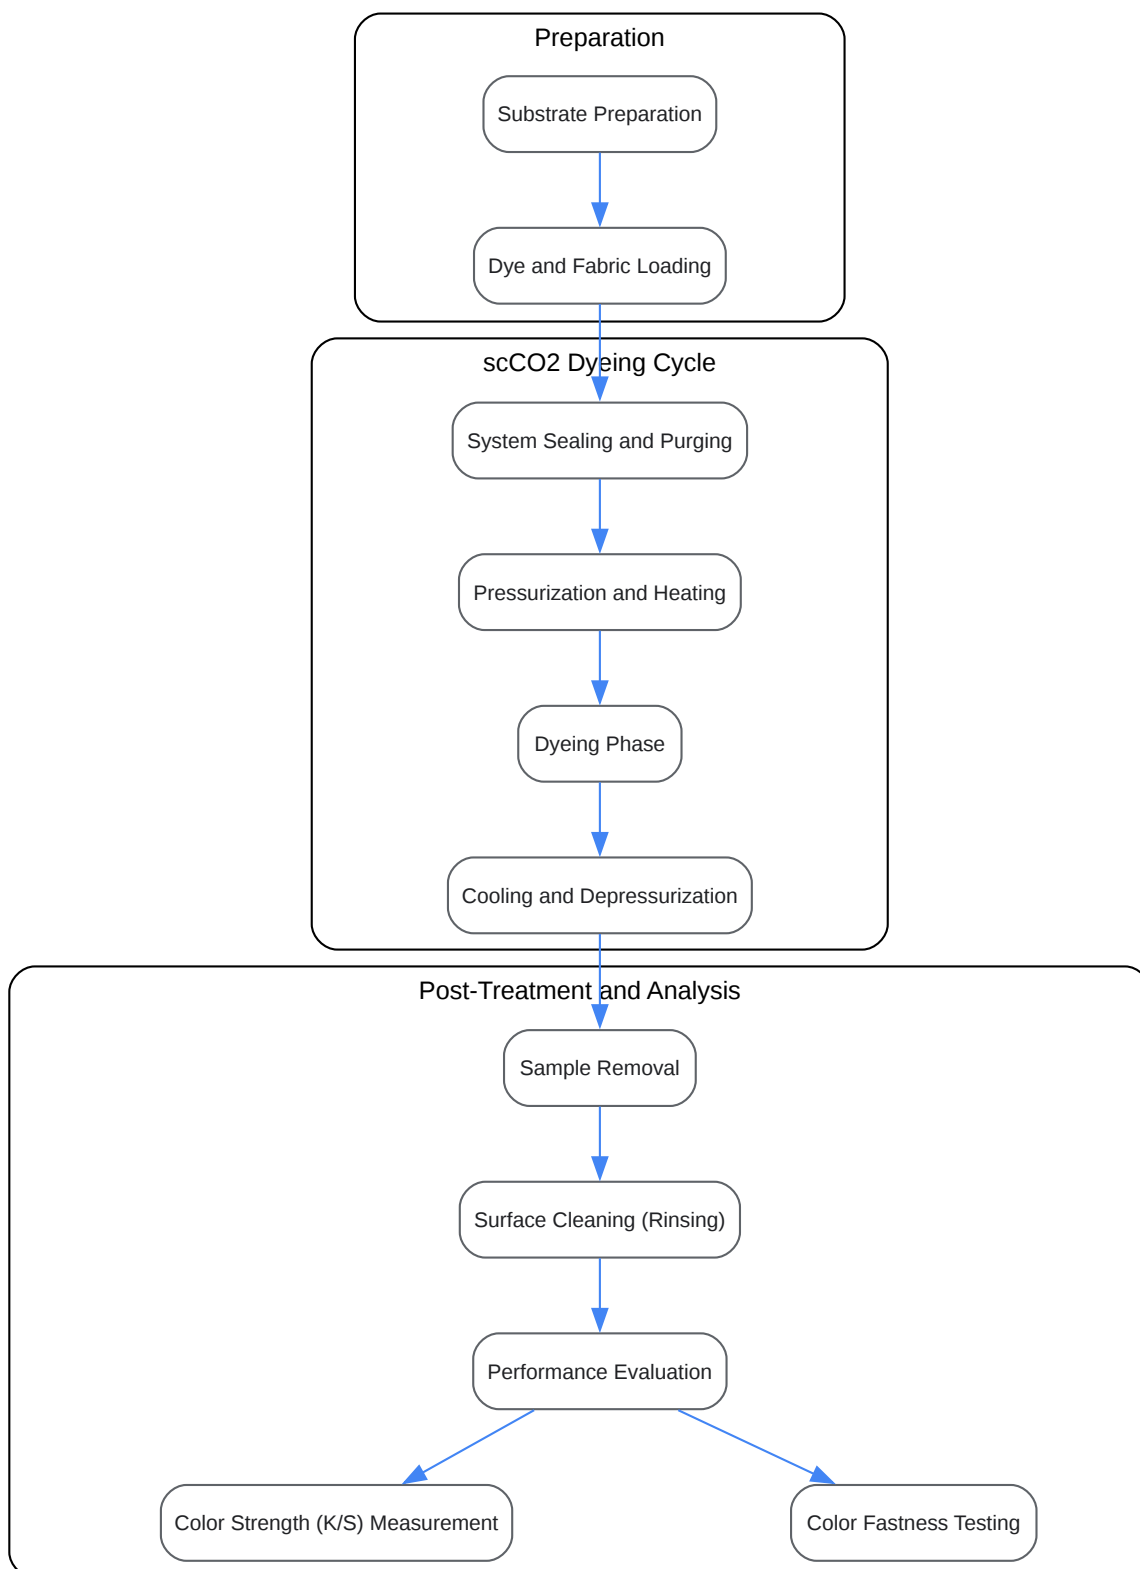 Preparation
Substrate Preparation
Dye and Fabric Loading
scCO2 Dyeing Cycle
System Sealing and Purging
Pressurization and Heating
Dyeing Phase
Cooling and Depressurization
Post-Treatment and Analysis
Sample Removal
Surface Cleaning (Rinsing)
Performance Evaluation
Color Strength (K/S) Measurement
Color Fastness Testing